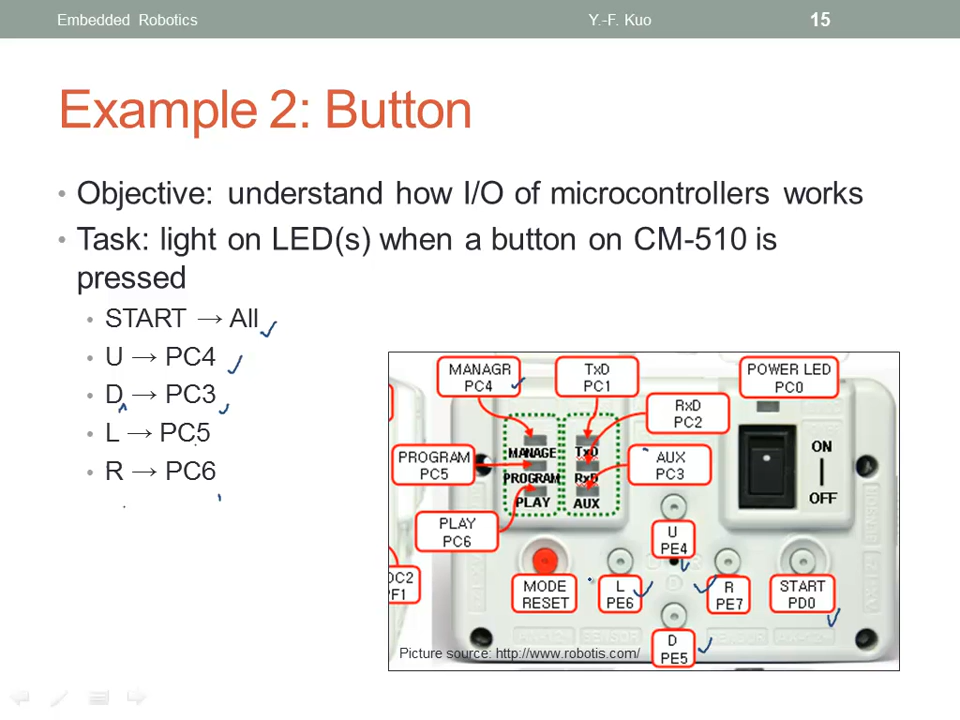 Embedded Robotics
Y.-F. Kuo
15
Example 2: Button
• Objective: understand how I/O of microcontrollers works
• Task: light on LED(s) when a button on CM-510 is
pressed
• START → All
• U → PC4
• D → PC3
• L → PC5
• R → PC6
MANAGR
PC4
TxD
PC1
POWER LED
PC0
RxD
PC2
PROGRAM
PC5
AUX
PC3
MANAGE
TxD
PROGRAM
RxD
PLAY
AUX
ON
OFF
PLAY
PC6
U
PE4
MODE
RESET
L
PE6
R
PE7
START
PD0
D
PE5
Picture source: http://www.robotis.com/